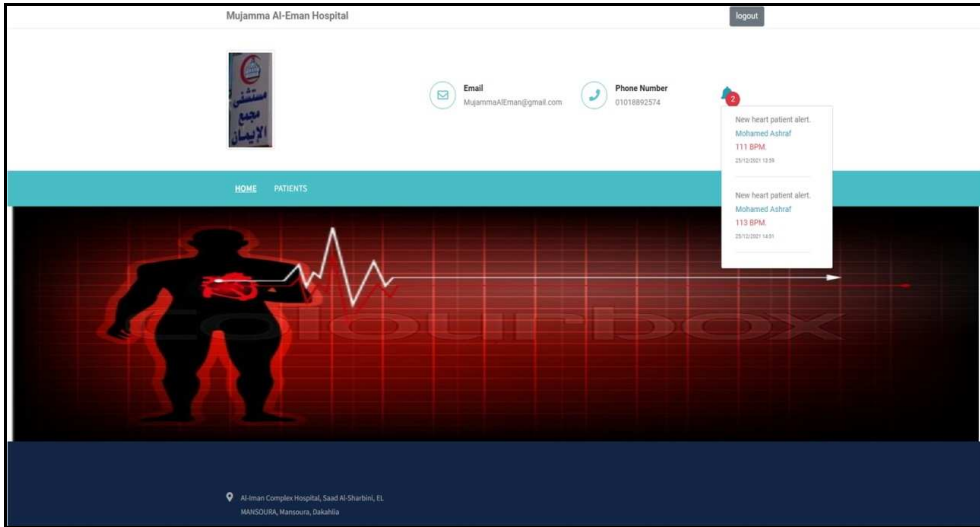 Mujamma Al-Eman Hospital
logout
مستشفى
مجمع
الإيمان
Email
MujammaAlEman@gmail.com
Phone Number
01018892574
2
New heart patient alert.
Mohamed Ashraf
111 BPM.
New heart patient alert.
Mohamed Ashraf
113 BPM.
HOME PATIENTS
colourbox
Al-Iman Complex Hospital, Saad Al-Sharbini, EL
MANSOURA, Mansoura, Dakahlia